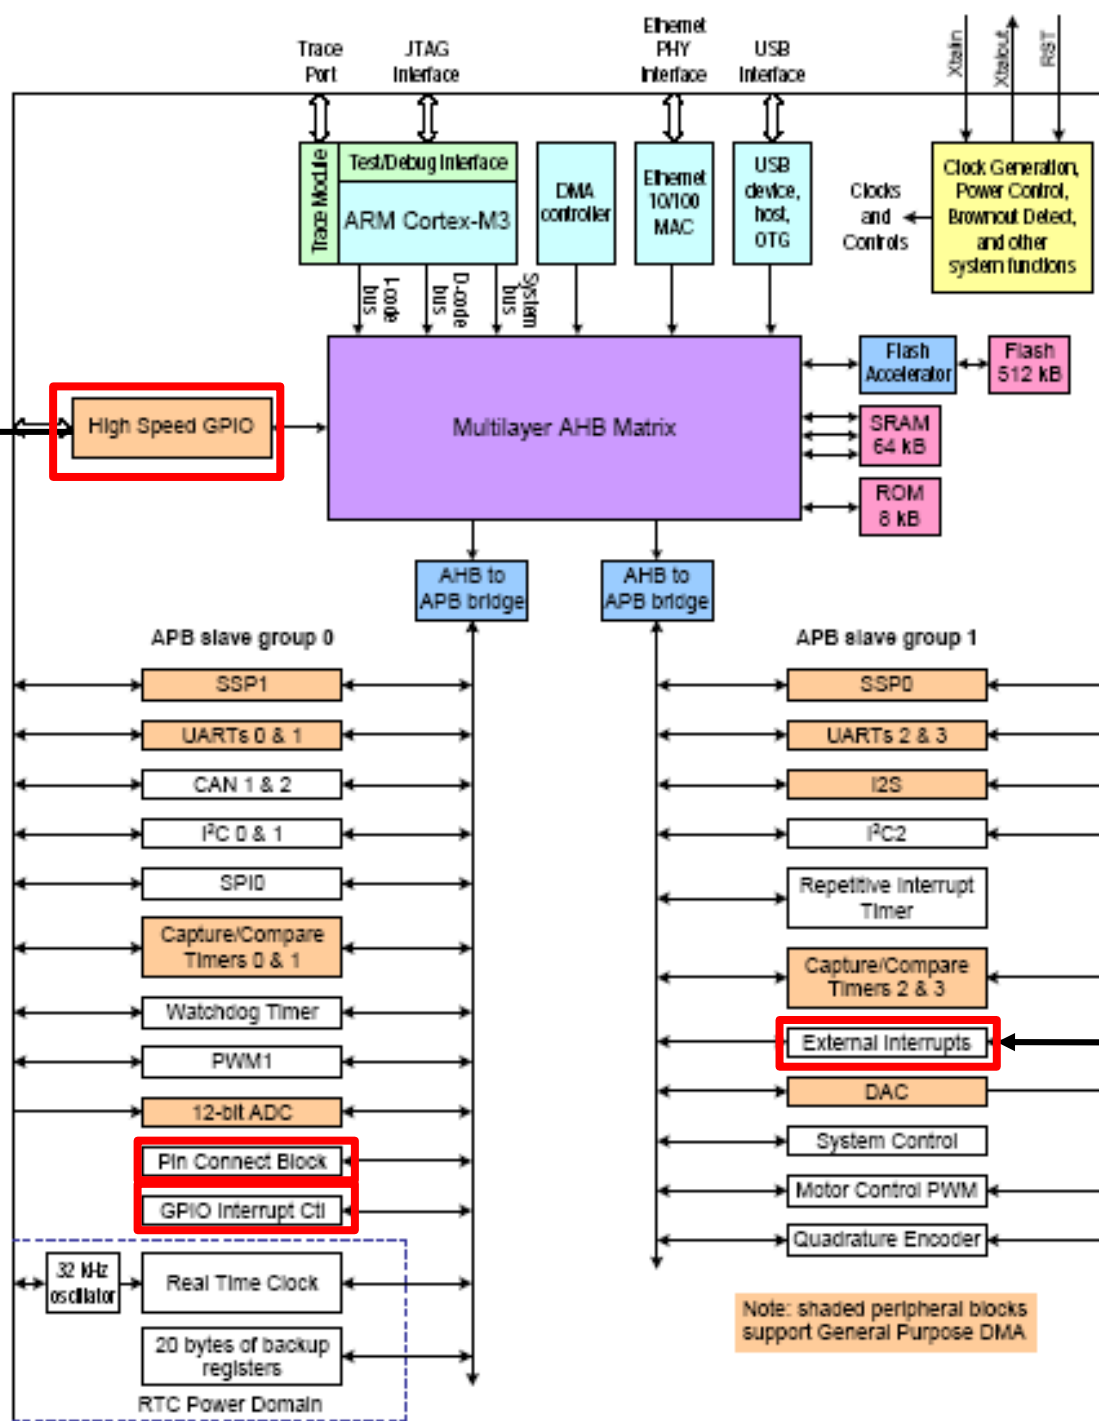 Trace
Port
JTAG
Interface
Ethernet
PHY
Interface
USB
Interface
Xtalin
Xtalout
RST
Trace Module
Test/Debug Interface
ARM Cortex-M3
DMA
controller
Ethernet
10/100
MAC
USB
device,
host,
OTG
Clocks
and
Controls
Clock Generation,
Power Control,
Brownout Detect,
and other
system functions
I-code
bus
D-code
bus
System
bus
High Speed GPIO
Multilayer AHB Matrix
Flash
Accelerator
Flash
512 kB
SRAM
64 kB
ROM
8 kB
AHB to
APB bridge
AHB to
APB bridge
APB slave group 0
SSP1
UARTs 0 & 1
CAN 1 & 2
I²C 0 & 1
SPI0
Capture/Compare
Timers 0 & 1
Watchdog Timer
PWM1
12-bit ADC
Pin Connect Block
GPIO Interrupt Ctl
32 kHz
oscillator
Real Time Clock
20 bytes of backup
registers
RTC Power Domain
APB slave group 1
SSP0
UARTs 2 & 3
I2S
I²C2
Repetitive Interrupt
Timer
Capture/Compare
Timers 2 & 3
External Interrupts
DAC
System Control
Motor Control PWM
Quadrature Encoder
Note: shaded peripheral blocks
support General Purpose DMA